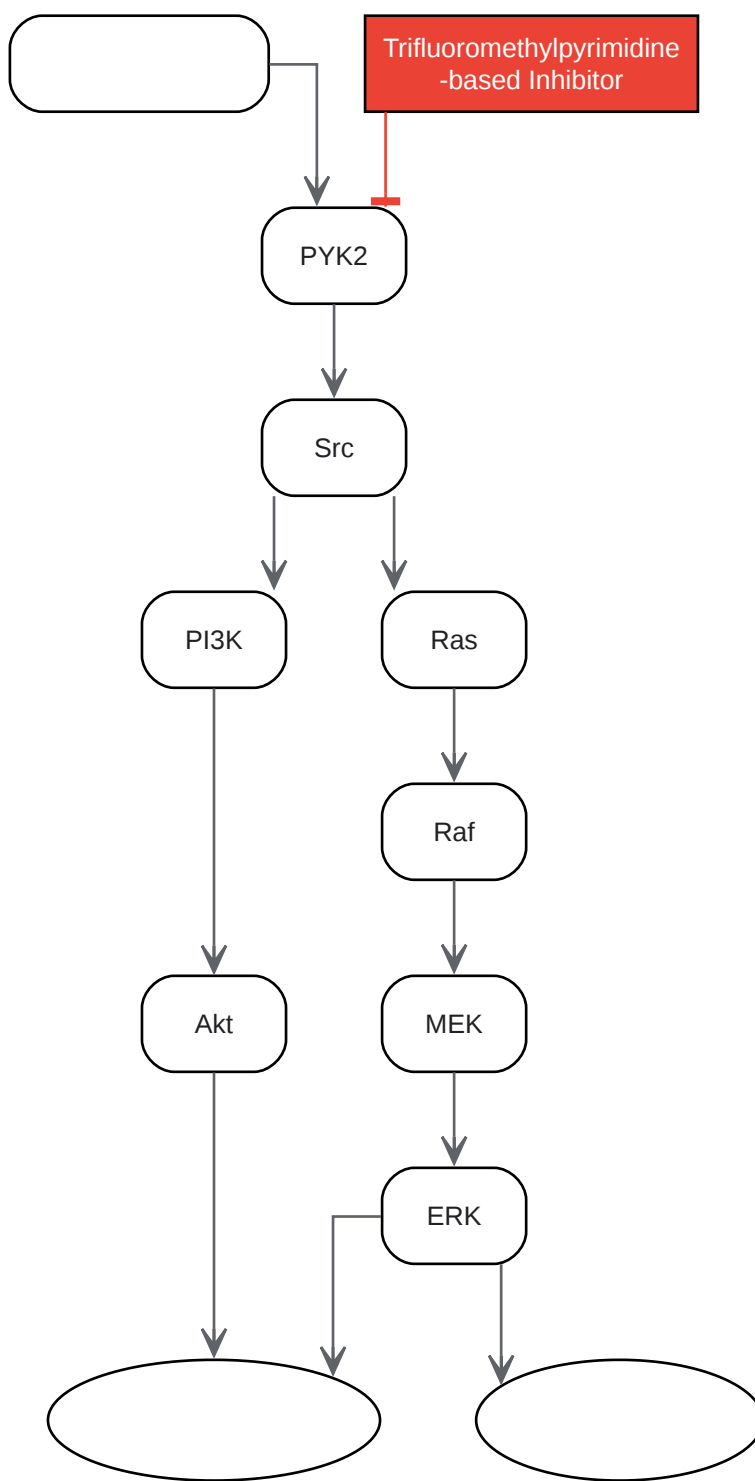 Trifluoromethylpyrimidine
-based Inhibitor
PYK2
Src
PI3K
Ras
Raf
Akt
MEK
ERK